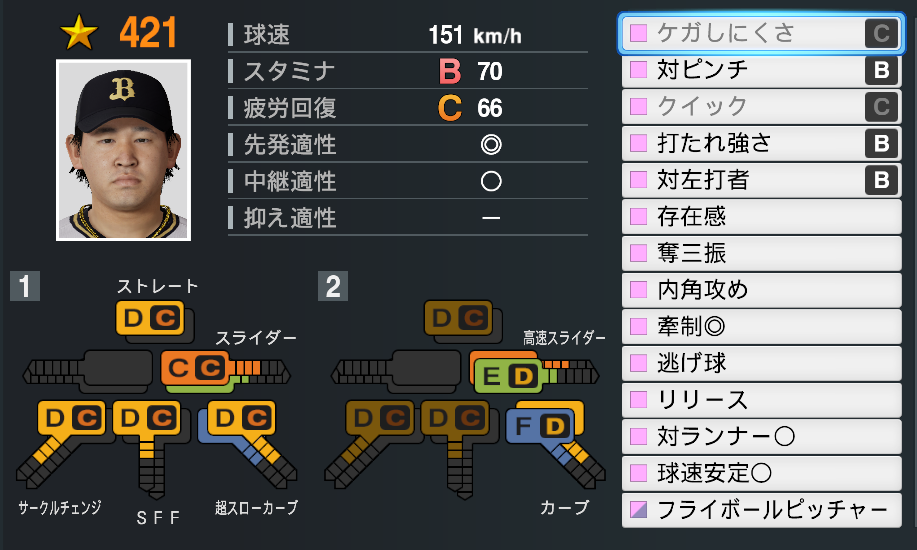 421
B
球速 151 km/h
スタミナ B 70
疲労回復 C 66
先発適性 ◎
中継適性 ○
抑え適性 －
1
ストレート
D C
スライダー
C C
D C
D C
D C
サークルチェンジ
SFF
超スローカーブ
2
D C
高速スライダー
E D
D C
D C
F D
カーブ
ケガしにくさ C
対ピンチ B
クイック C
打たれ強さ B
対左打者 B
存在感
奪三振
内角攻め
牽制◎
逃げ球
リリース
対ランナー○
球速安定○
フライボールピッチャー